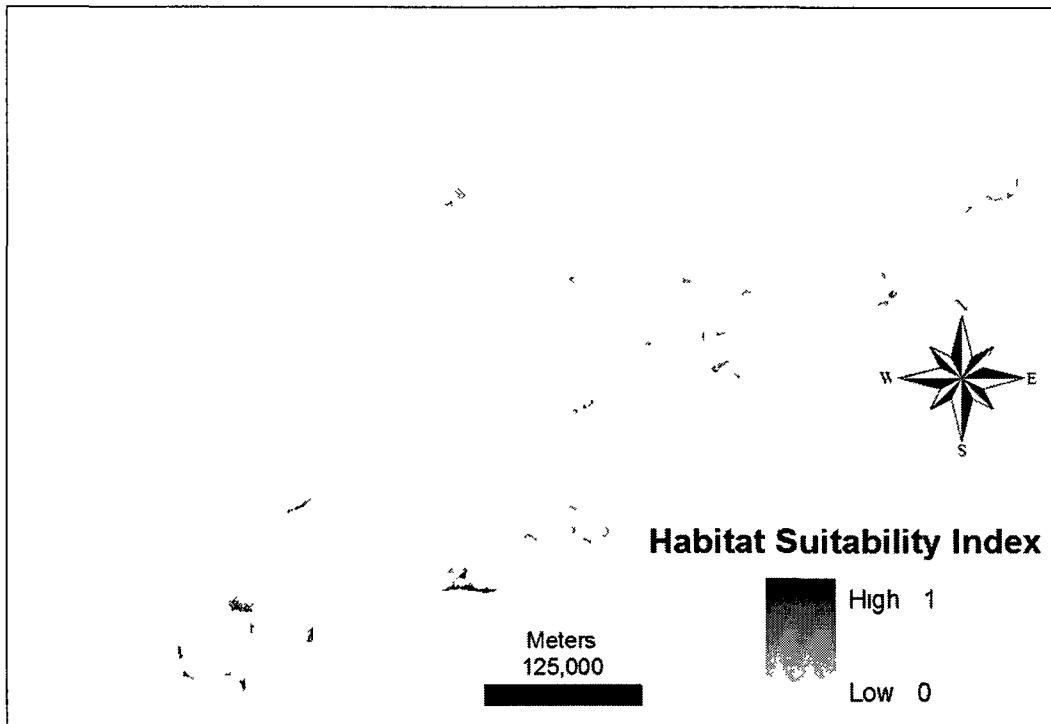 N
W E
S
Habitat Suitability Index
High 1
Low 0
Meters
125,000